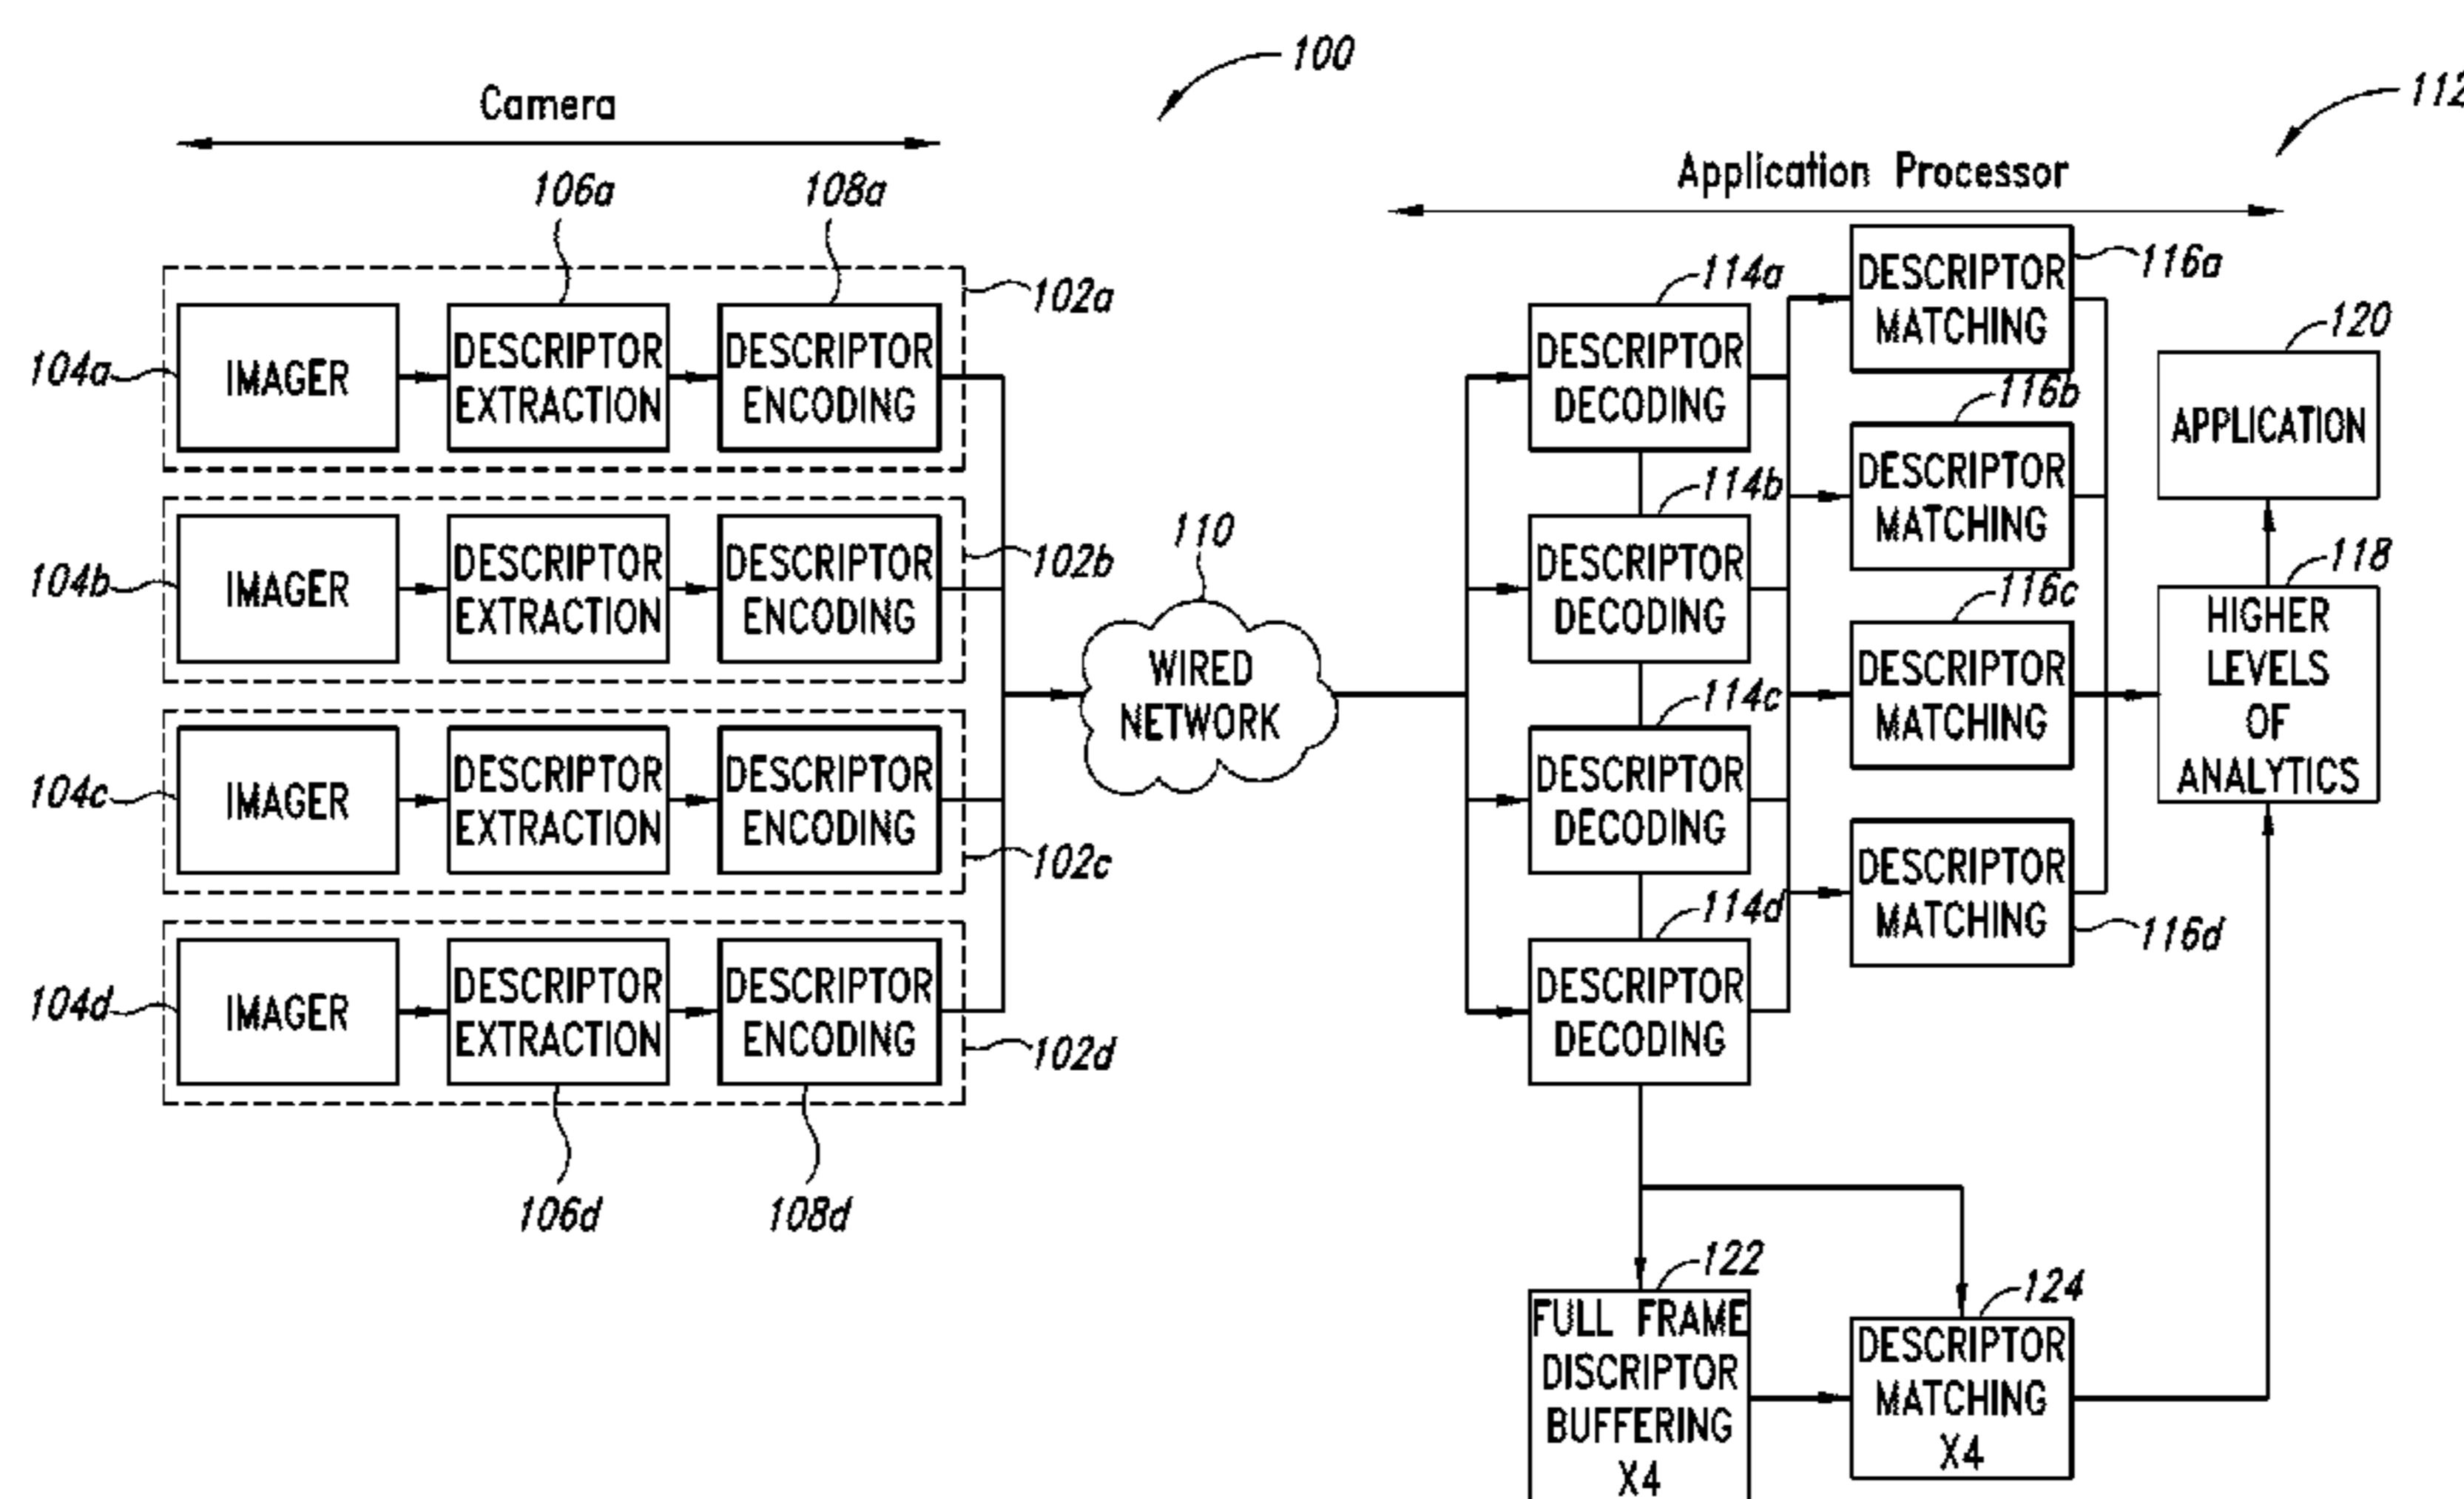 100
112
Camera
Application Processor
106a
108a
116a
114a
102a
DESCRIPTOR
MATCHING
120
104a
IMAGER
DESCRIPTOR
EXTRACTION
DESCRIPTOR
ENCODING
DESCRIPTOR
DECODING
116b
APPLICATION
114b
DESCRIPTOR
MATCHING
110
102b
118
104b
IMAGER
DESCRIPTOR
EXTRACTION
DESCRIPTOR
ENCODING
DESCRIPTOR
DECODING
116c
HIGHER
LEVELS
OF
ANALYTICS
WIRED
NETWORK
114c
DESCRIPTOR
MATCHING
104c
IMAGER
DESCRIPTOR
EXTRACTION
DESCRIPTOR
ENCODING
102c
DESCRIPTOR
DECODING
DESCRIPTOR
MATCHING
114d
116d
104d
IMAGER
DESCRIPTOR
EXTRACTION
DESCRIPTOR
ENCODING
102d
DESCRIPTOR
DECODING
106d
108d
122
124
FULL FRAME
DISCRIPTOR
BUFFERING
X4
DESCRIPTOR
MATCHING
X4